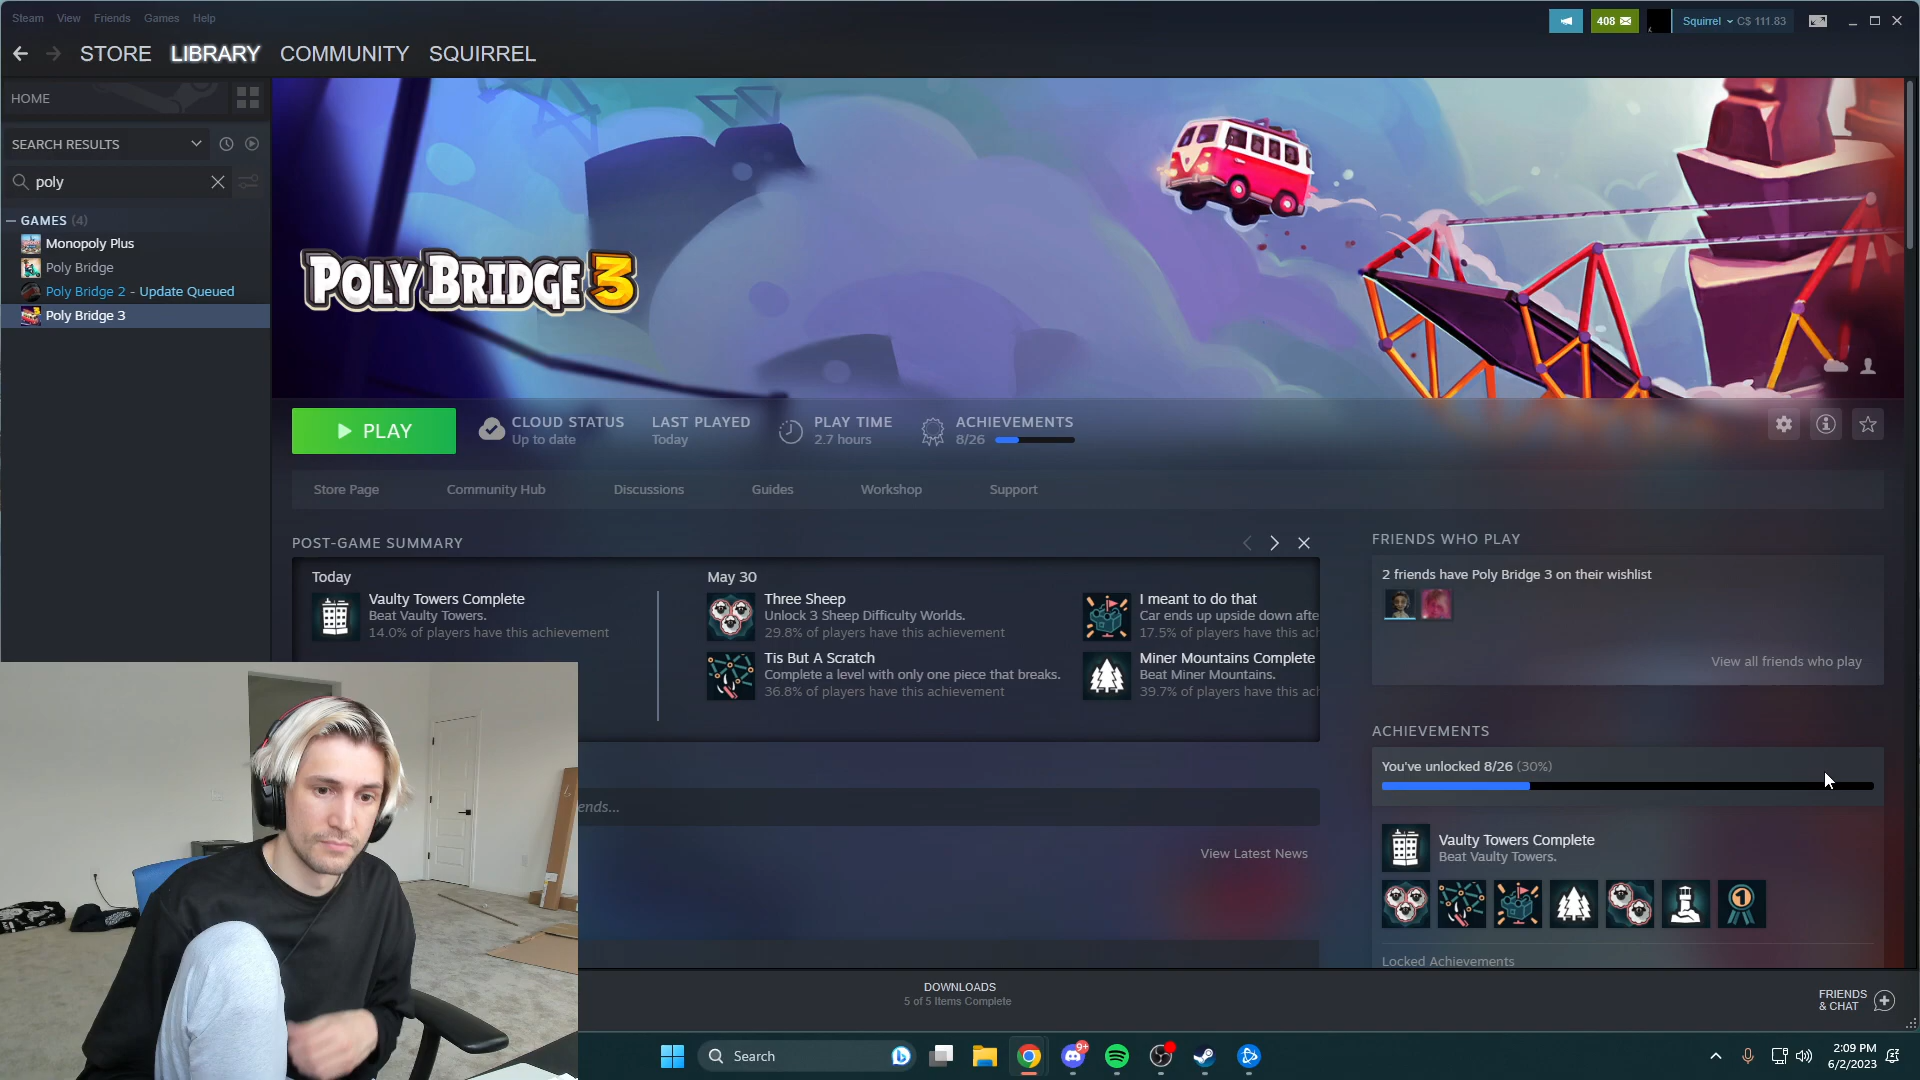 Steam View Friends Games Help
408
Squirrel C$ 111.83
STORE LIBRARY COMMUNITY SQUIRREL
HOME
SEARCH RESULTS
poly
GAMES (4)
Monopoly Plus
Poly Bridge
Poly Bridge 2 - Update Queued
Poly Bridge 3
POLY BRIDGE 3
PLAY
CLOUD STATUS
Up to date
LAST PLAYED
Today
PLAY TIME
2.7 hours
ACHIEVEMENTS
8/26
Store Page Community Hub Discussions Guides Workshop Support
POST-GAME SUMMARY
Today
Vaulty Towers Complete
Beat Vaulty Towers.
14.0% of players have this achievement
May 30
Three Sheep
Unlock 3 Sheep Difficulty Worlds.
29.8% of players have this achievement
Tis But A Scratch
Complete a level with only one piece that breaks.
36.8% of players have this achievement
I meant to do that
Car ends up upside down afte
17.5% of players have this ach
Miner Mountains Complete
Beat Miner Mountains.
39.7% of players have this ach
ends...
View Latest News
FRIENDS WHO PLAY
2 friends have Poly Bridge 3 on their wishlist
View all friends who play
ACHIEVEMENTS
You've unlocked 8/26 (30%)
Vaulty Towers Complete
Beat Vaulty Towers.
1
Locked Achievements
DOWNLOADS
5 of 5 Items Complete
FRIENDS
& CHAT
Search
9+
2:09 PM
6/2/2023